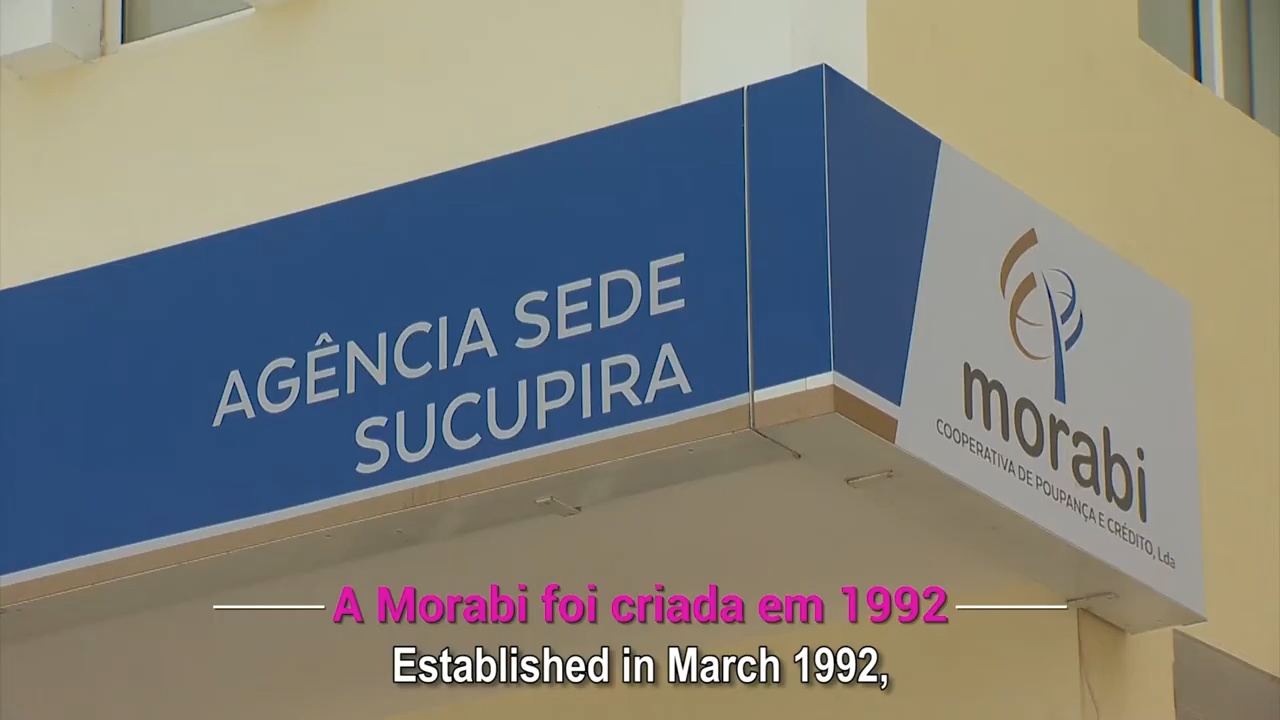 AGÊNCIA SEDE
SUCUPIRA
morabi
COOPERATIVA DE POUPANÇA E CRÉDITO, Lda
A Morabi foi criada em 1992
Established in March 1992,